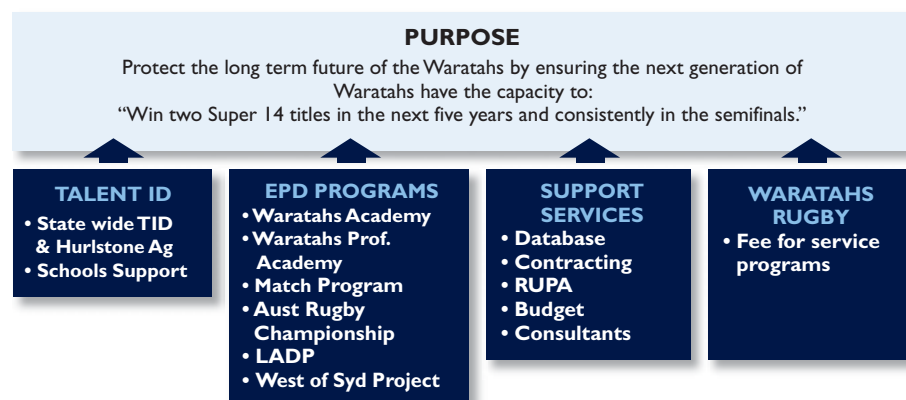 PURPOSE
Protect the long term future of the Waratahs by ensuring the next generation of
Waratahs have the capacity to:
“Win two Super 14 titles in the next five years and consistently in the semifinals.”
TALENT ID
• State wide TID
& Hurlstone Ag
• Schools Support
EPD PROGRAMS
• Waratahs Academy
• Waratahs Prof.
Academy
• Match Program
• Aust Rugby
Championship
• LADP
• West of Syd Project
SUPPORT
SERVICES
• Database
• Contracting
• RUPA
• Budget
• Consultants
WARATAHS
RUGBY
• Fee for service
programs